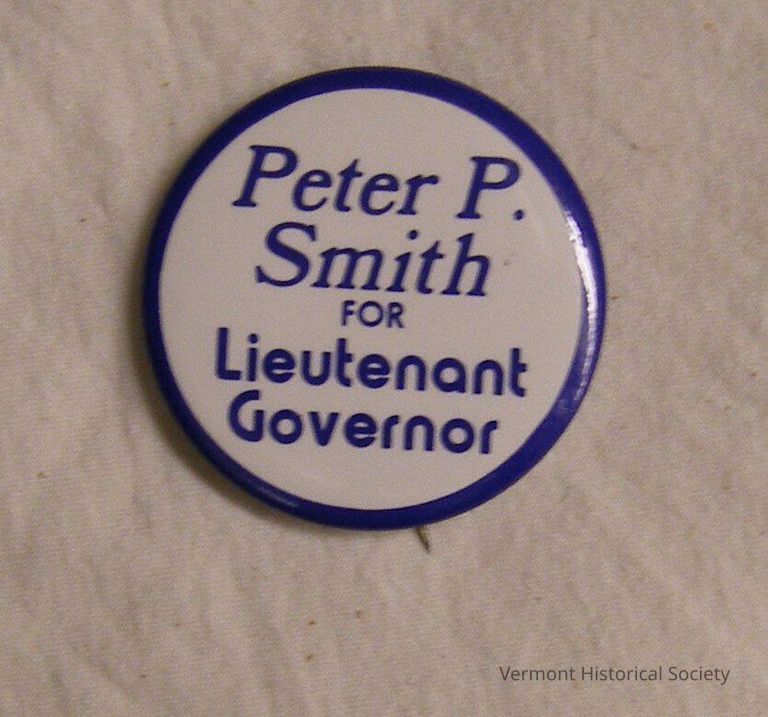 Peter P.
Smith
FOR
Lieutenant
Governor
Vermont Historical Society